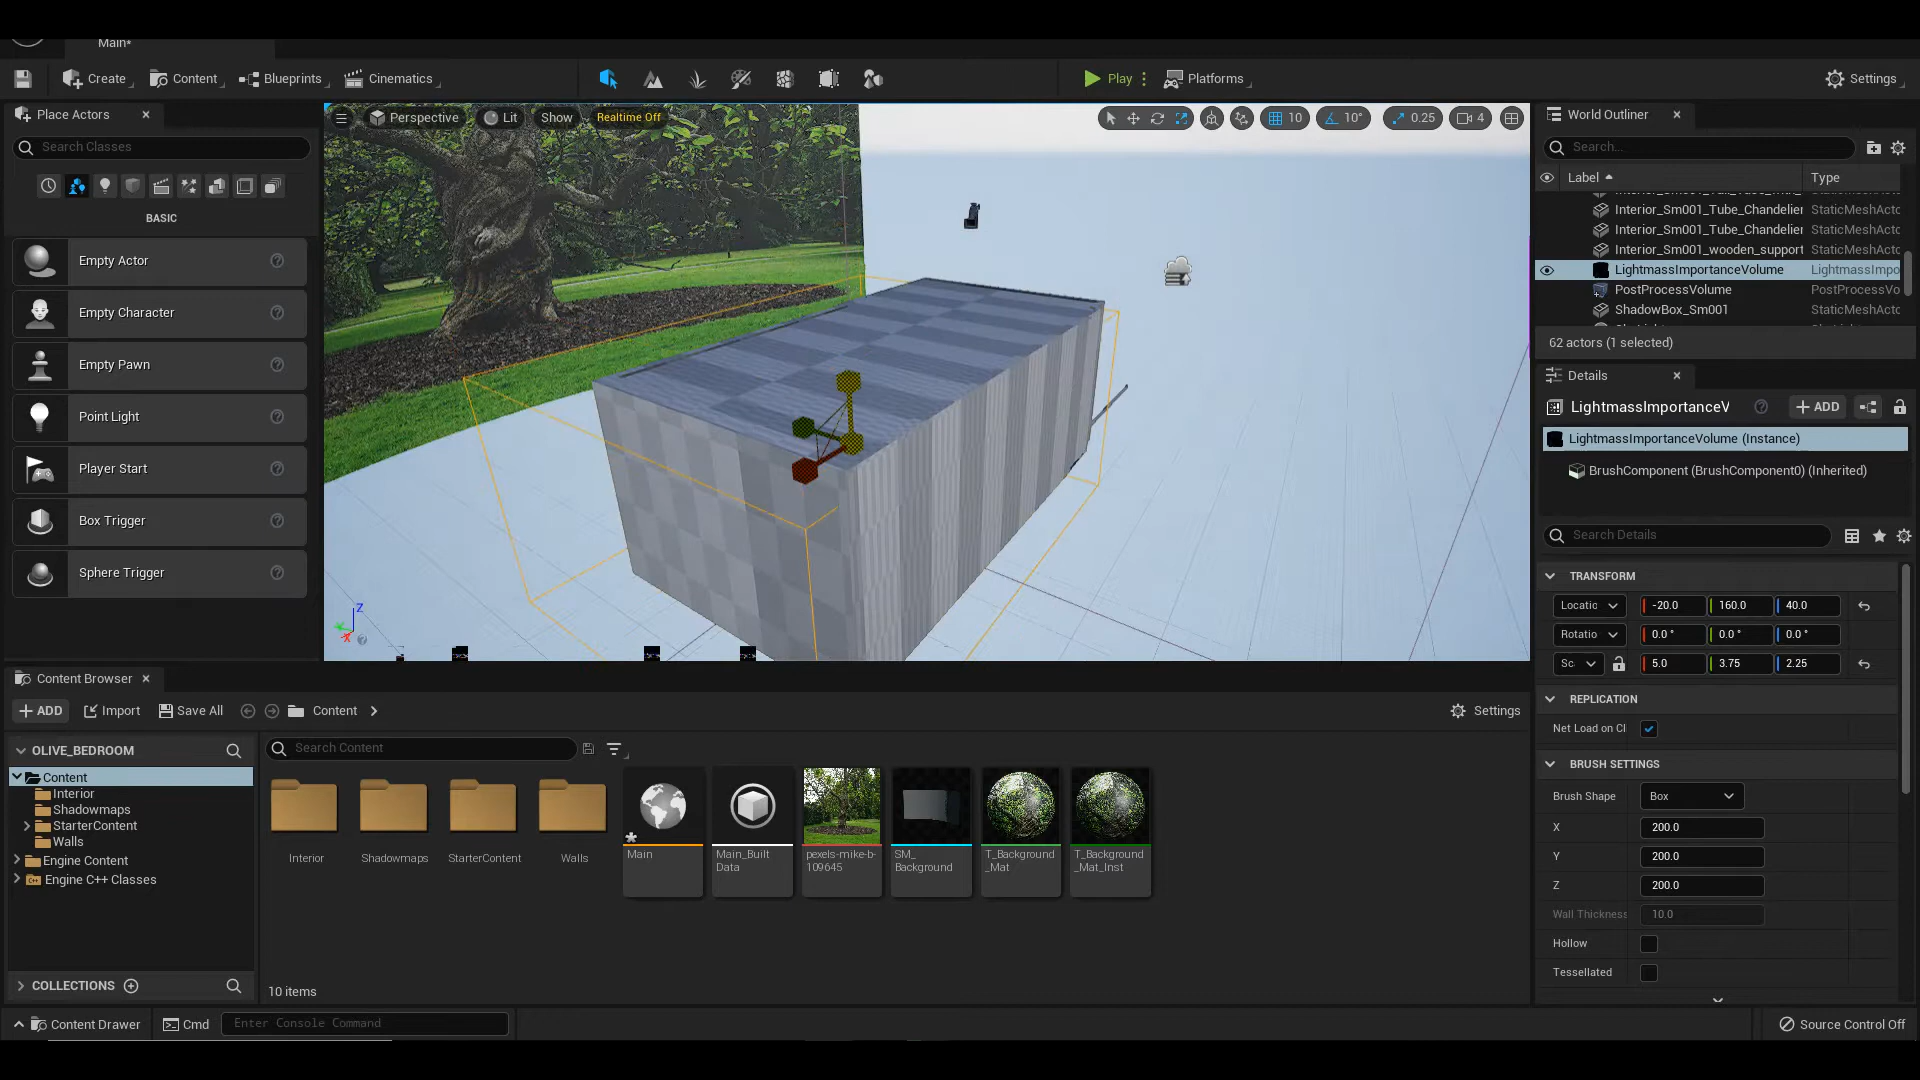 Main*
Create
Content
Blueprints
Cinematics
Play
Platforms
Settings
Place Actors
Search Classes
BASIC
Empty Actor
Empty Character
Empty Pawn
Point Light
Player Start
Box Trigger
Sphere Trigger
Perspective
Lit
Show
Realtime Off
10
10°
0.25
4
Z
X
World Outliner
Search...
Label
Type
Interior_Sm001_Tube_Chandelier StaticMeshActo
Interior_Sm001_Tube_Chandelier StaticMeshActo
Interior_Sm001_wooden_support StaticMeshActo
LightmassImportanceVolume LightmassImpo
PostProcessVolume PostProcessVo
ShadowBox_Sm001 StaticMeshActo
62 actors (1 selected)
Details
LightmassImportanceV
ADD
LightmassImportanceVolume (Instance)
BrushComponent (BrushComponent0) (Inherited)
Search Details
TRANSFORM
Locatio -20.0 160.0 40.0
Rotatio 0.0 ° 0.0 ° 0.0 °
Sc 5.0 3.75 2.25
REPLICATION
Net Load on Cl
BRUSH SETTINGS
Brush Shape Box
X 200.0
Y 200.0
Z 200.0
Wall Thickness 10.0
Hollow
Tessellated
Content Browser
ADD
Import
Save All
Content
Settings
OLIVE_BEDROOM
Search Content
Content
Interior
Shadowmaps
StarterContent
Walls
Engine Content
Engine C++ Classes
Interior
Shadowmaps
StarterContent
Walls
Main
Main_Built
Data
pexels-mike-b-
109645
SM_
Background
T_Background
_Mat
T_Background
_Mat_Inst
COLLECTIONS
10 items
Content Drawer
Cmd
Enter Console Command
Source Control Off